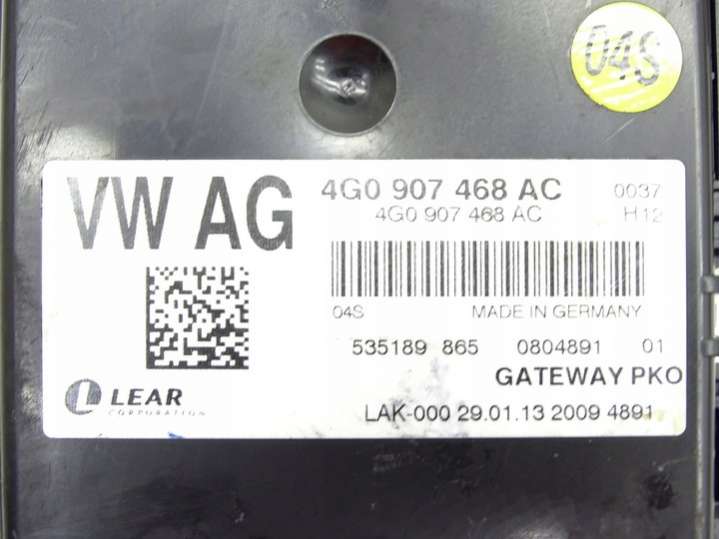 04S
VW AG
4G0 907 468 AC 0037
4G0 907 468 AC H12
04S MADE IN GERMANY
535189 865 0804891 01
GATEWAY PKO
LEAR
CORPORATION
LAK-000 29.01.13 2009 4891